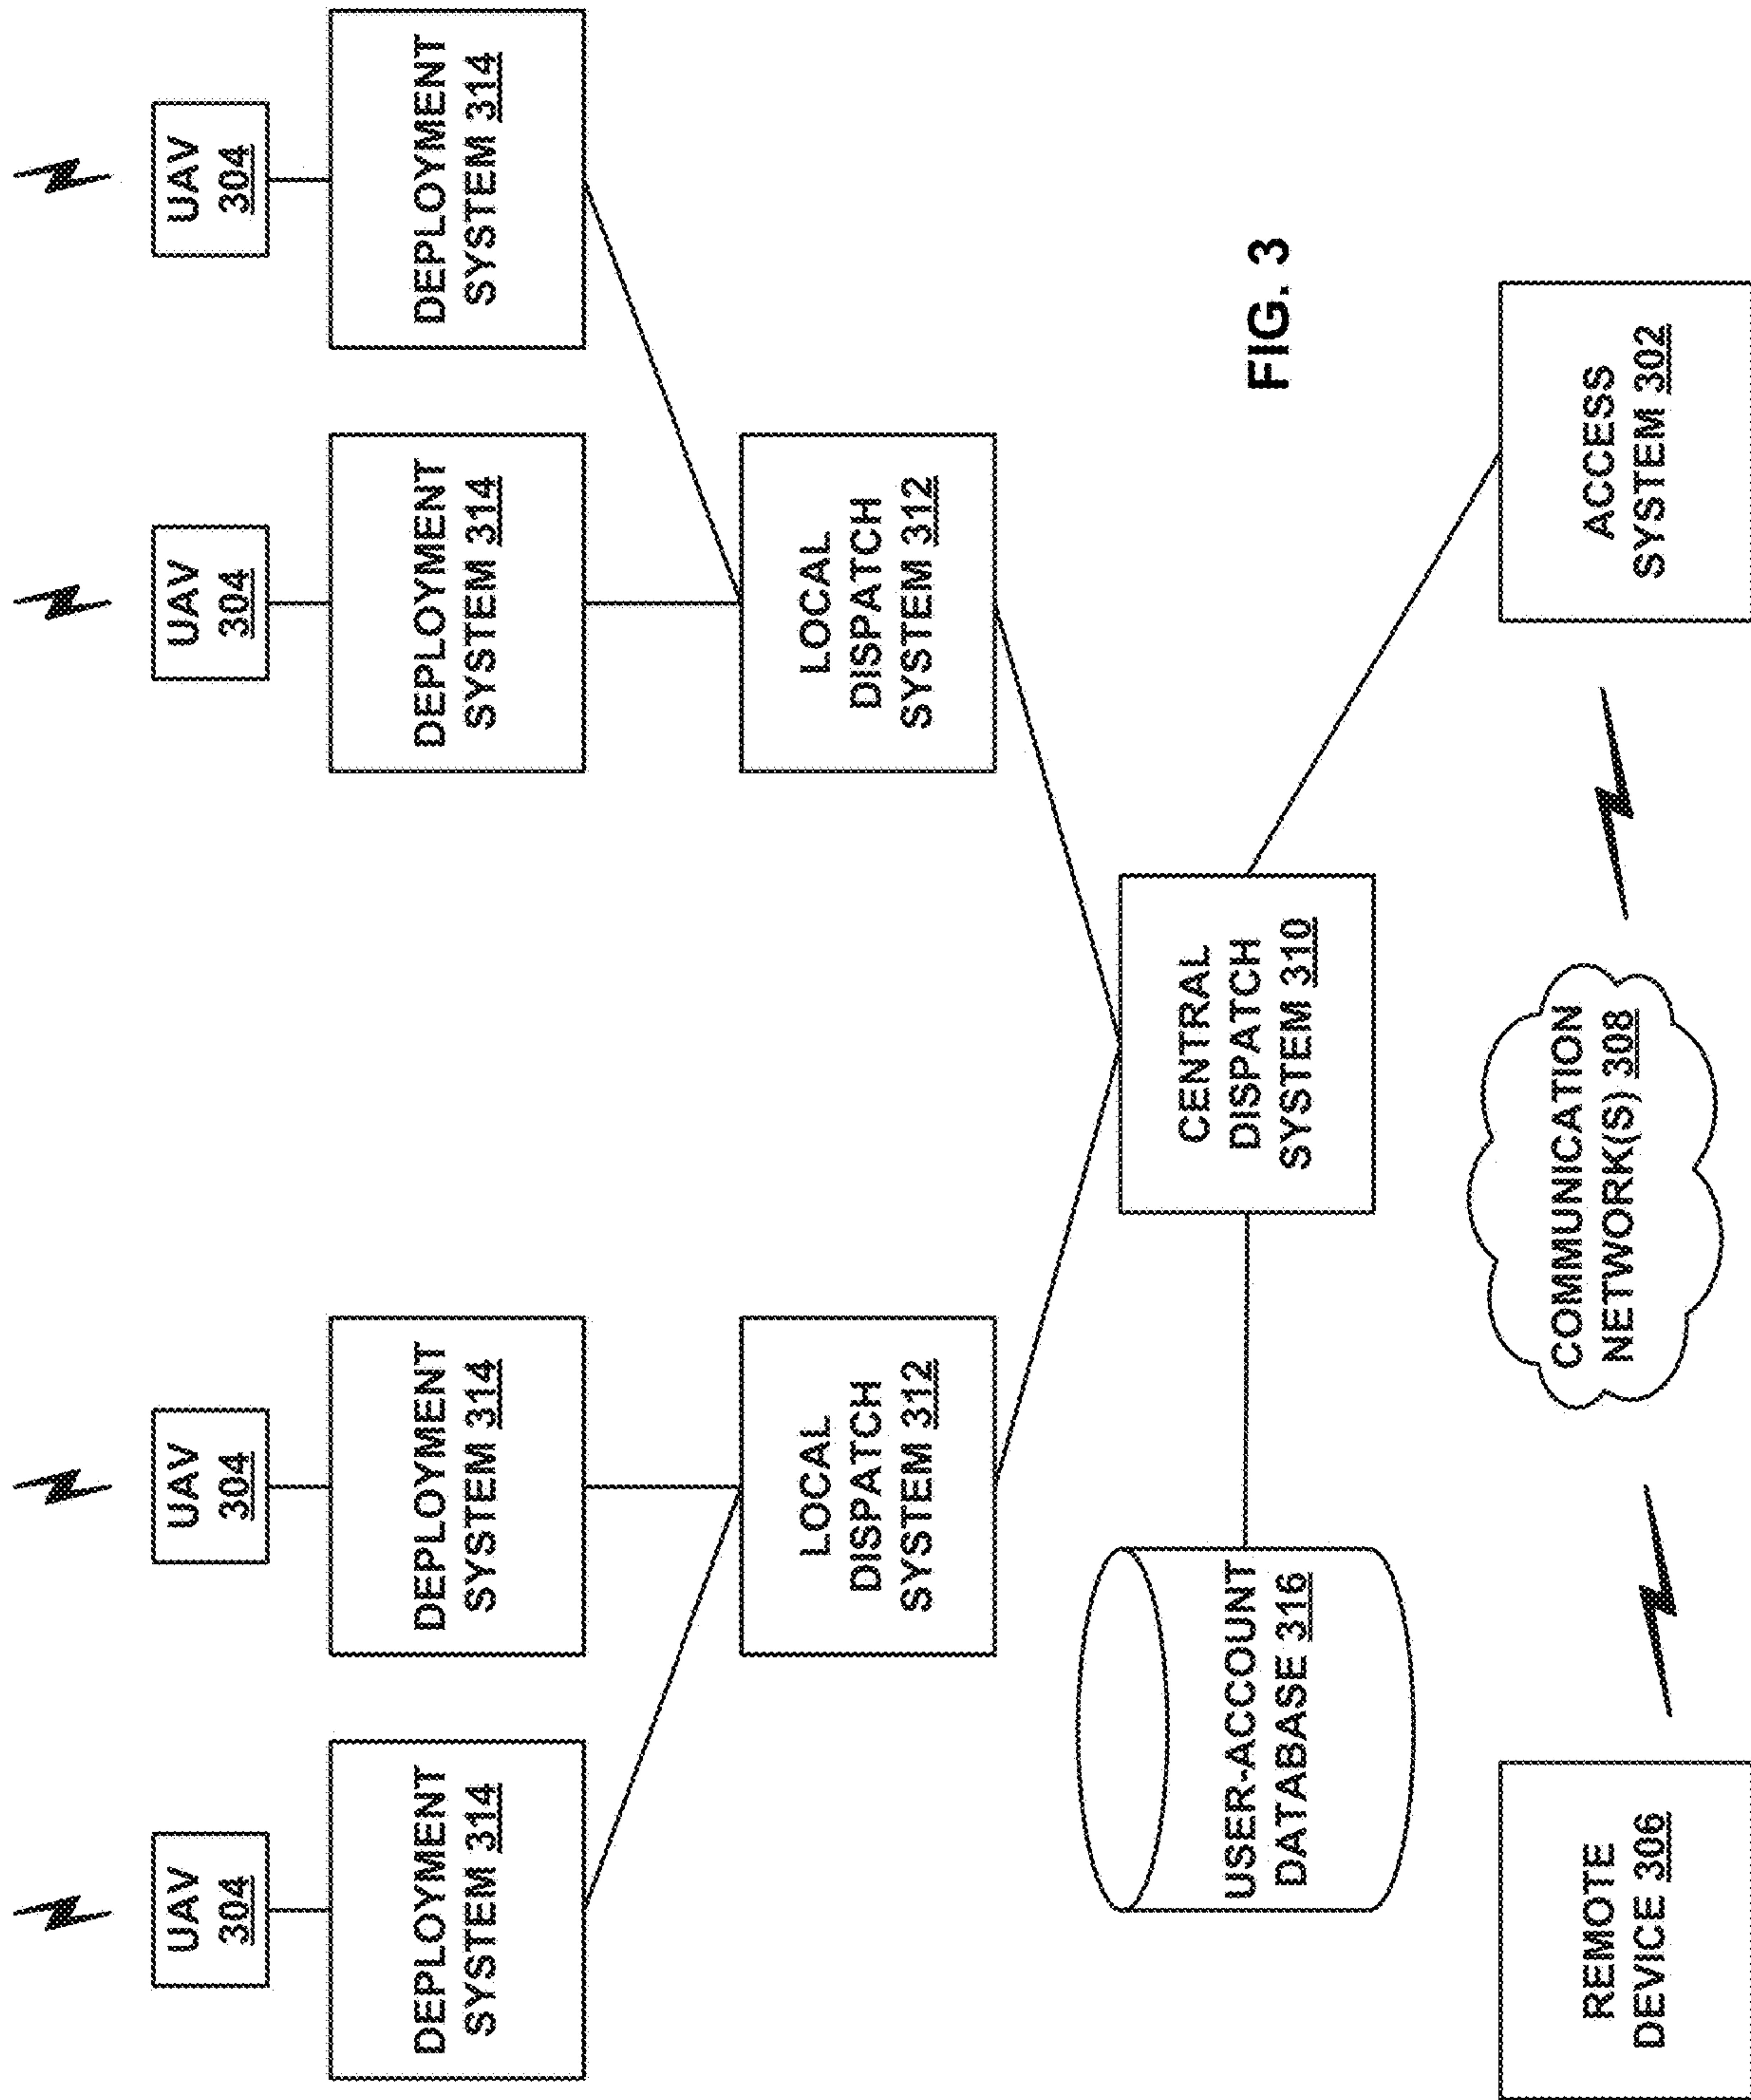 UAV
304
UAV
304
UAV
304
UAV
304
DEPLOYMENT
SYSTEM 314
DEPLOYMENT
SYSTEM 314
DEPLOYMENT
SYSTEM 314
DEPLOYMENT
SYSTEM 314
LOCAL
DISPATCH
SYSTEM 312
LOCAL
DISPATCH
SYSTEM 312
USER-ACCOUNT
DATABASE 316
CENTRAL
DISPATCH
SYSTEM 310
FIG. 3
REMOTE
DEVICE 306
COMMUNICATION
NETWORK(S) 308
ACCESS
SYSTEM 302